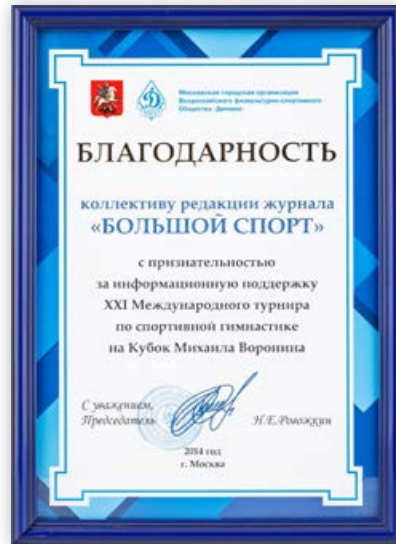 Московская городская организация
Всероссийского физкультурно-спортивного
Общества «Динамо»
БЛАГОДАРНОСТЬ
коллективу редакции журнала
«БОЛЬШОЙ СПОРТ»
с признательностью
за информационную поддержку
XXI Международного турнира
по спортивной гимнастике
на Кубок Михаила Воронина
С уважением,
Председатель Н.Е.Рогожкин
2014 год
г. Москва